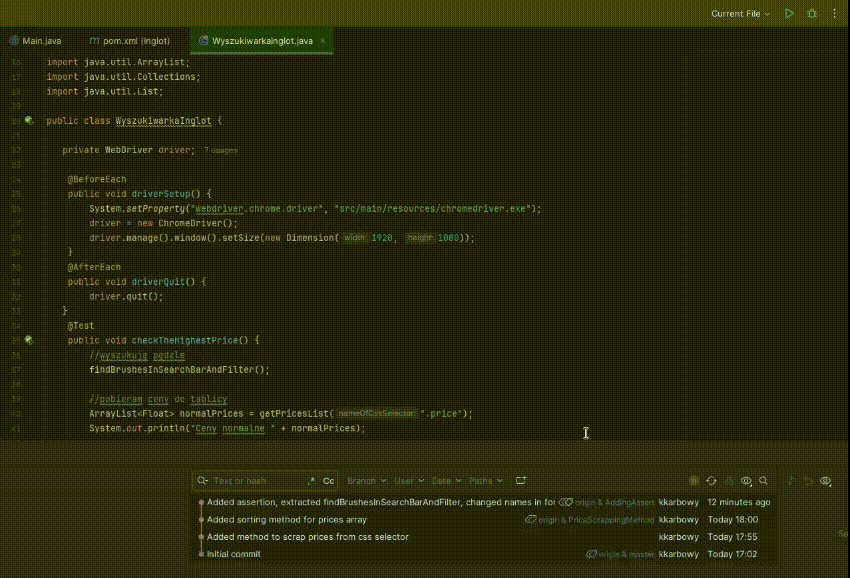 Current File
Main.java pom.xml (Inglot) WyszukiwarkaInglot.java ×
16 import java.util.ArrayList;
17 import java.util.Collections;
18 import java.util.List;
19
20 public class WyszukiwarkaInglot {
21
22 private WebDriver driver; 7 usages
23
24 @BeforeEach
25 public void driverSetup() {
26 System.setProperty("webdriver.chrome.driver", "src/main/resources/chromedriver.exe");
27 driver = new ChromeDriver();
28 driver.manage().window().setSize(new Dimension( width: 1920, height: 1080));
29 }
30 @AfterEach
31 public void driverQuit() {
32 driver.quit();
33 }
34 @Test
35 public void checkTheHighestPrice() {
36 //wyszukuję pędzle
37 findBrushesInSearchBarAndFilter();
38
39 //pobieram ceny do tablicy
40 ArrayList<Float> normalPrices = getPricesList( nameOfCssSelector: ".price");
41 System.out.println("Ceny normalne " + normalPrices);
Text or hash .* Cc Branch User Date Paths
Added assertion, extracted findBrushesInSearchBarAndFilter, changed names in for origin & AddingAssert kkarbowy 12 minutes ago
Added sorting method for prices array origin & PriceScrappingMethod kkarbowy Today 18:00
Added method to scrap prices from css selector kkarbowy Today 17:55
Initial commit origin & master kkarbowy Today 17:02
Se